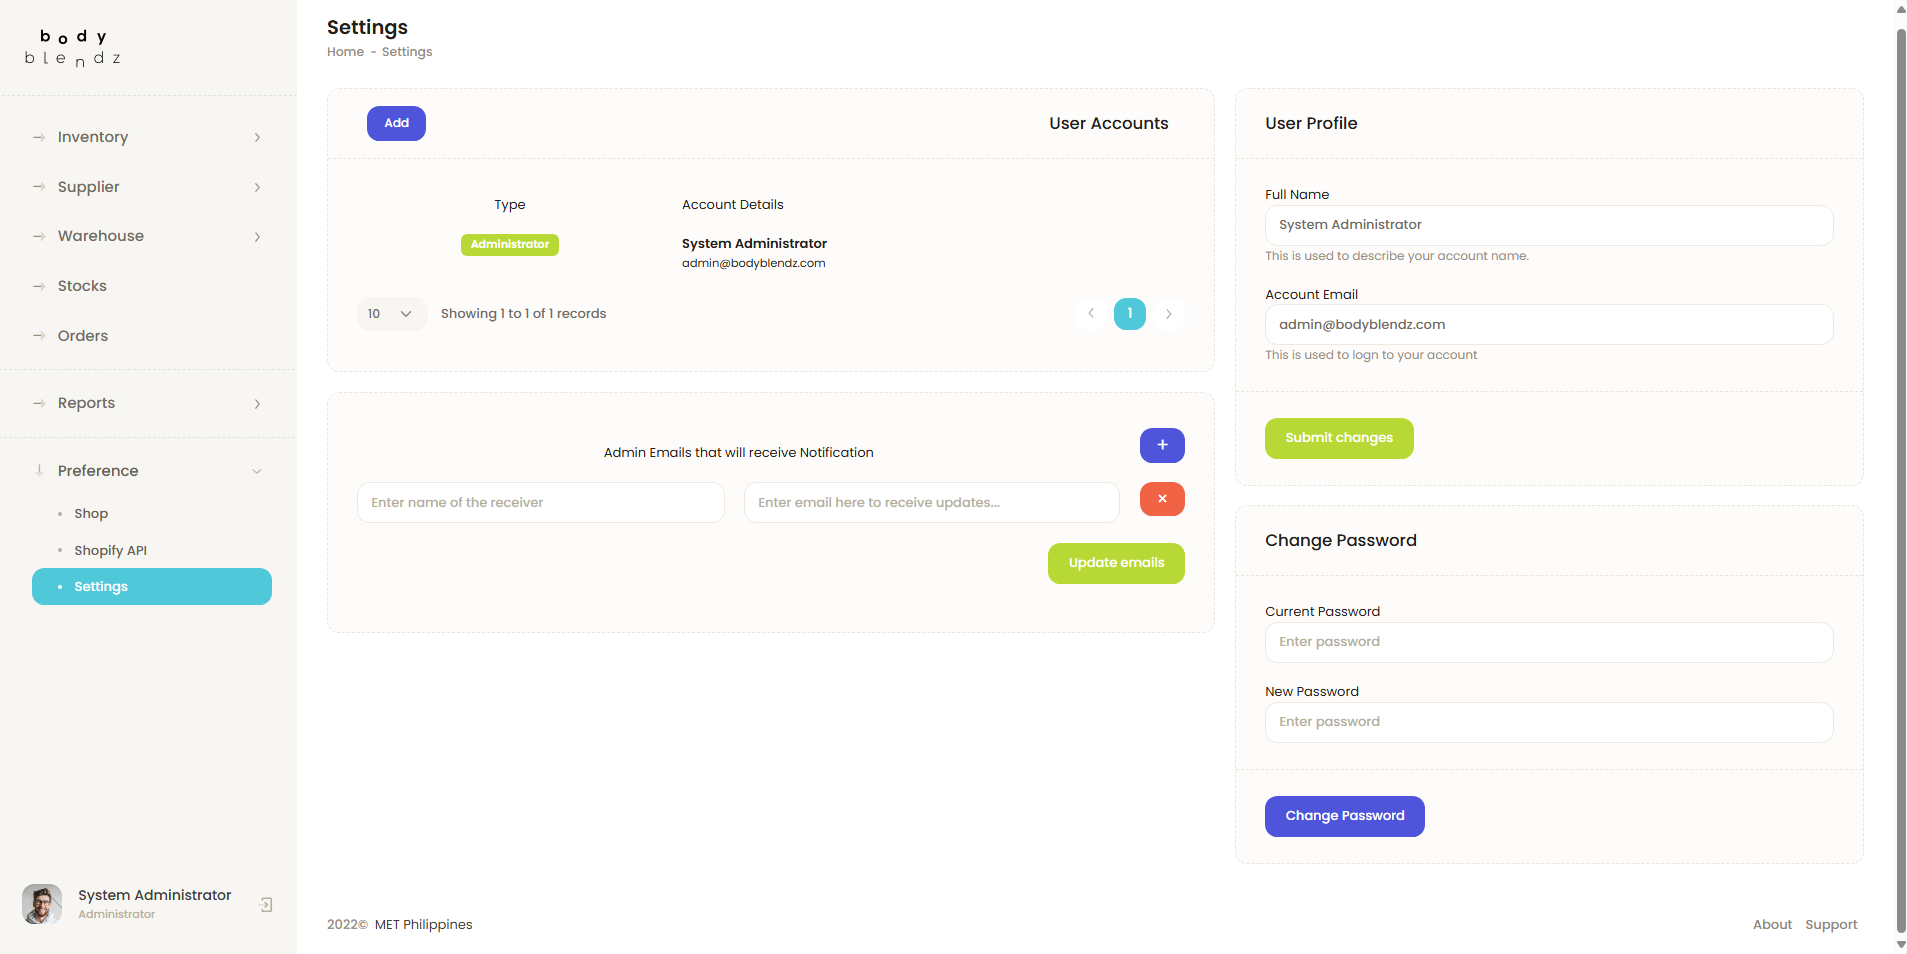 body
blendz
Inventory
Supplier
Warehouse
Stocks
Orders
Reports
Preference
Shop
Shopify API
Settings
System Administrator
Administrator
Settings
Home - Settings
Add
User Accounts
Type
Account Details
Administrator
System Administrator
admin@bodyblendz.com
10
Showing 1 to 1 of 1 records
1
Admin Emails that will receive Notification
+
Enter name of the receiver
Enter email here to receive updates...
×
Update emails
User Profile
Full Name
System Administrator
This is used to describe your account name.
Account Email
admin@bodyblendz.com
This is used to logn to your account
Submit changes
Change Password
Current Password
Enter password
New Password
Enter password
Change Password
2022© MET Philippines
About Support